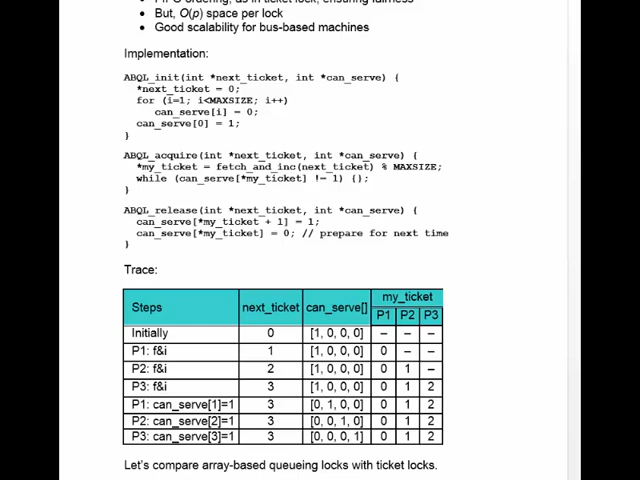 FIFO ordering, as in ticket lock, ensuring fairness
• But, O(p) space per lock
• Good scalability for bus-based machines
Implementation:
ABQL_init(int *next_ticket, int *can_serve) {
*next_ticket = 0;
for (i=1; i<MAXSIZE; i++)
can_serve[i] = 0;
can_serve[0] = 1;
}
ABQL_acquire(int *next_ticket, int *can_serve) {
*my_ticket = fetch_and_inc(next_ticket) % MAXSIZE;
while (can_serve[*my_ticket] != 1) {};
}
ABQL_release(int *next_ticket, int *can_serve) {
can_serve[*my_ticket + 1] = 1;
can_serve[*my_ticket] = 0; // prepare for next time
}
Trace:
Steps next_ticket can_serve[] my_ticket
P1 P2 P3
Initially 0 [1, 0, 0, 0] – – –
P1: f&i 1 [1, 0, 0, 0] 0 – –
P2: f&i 2 [1, 0, 0, 0] 0 1 –
P3: f&i 3 [1, 0, 0, 0] 0 1 2
P1: can_serve[1]=1 3 [0, 1, 0, 0] 0 1 2
P2: can_serve[2]=1 3 [0, 0, 1, 0] 0 1 2
P3: can_serve[3]=1 3 [0, 0, 0, 1] 0 1 2
Let's compare array-based queueing locks with ticket locks.